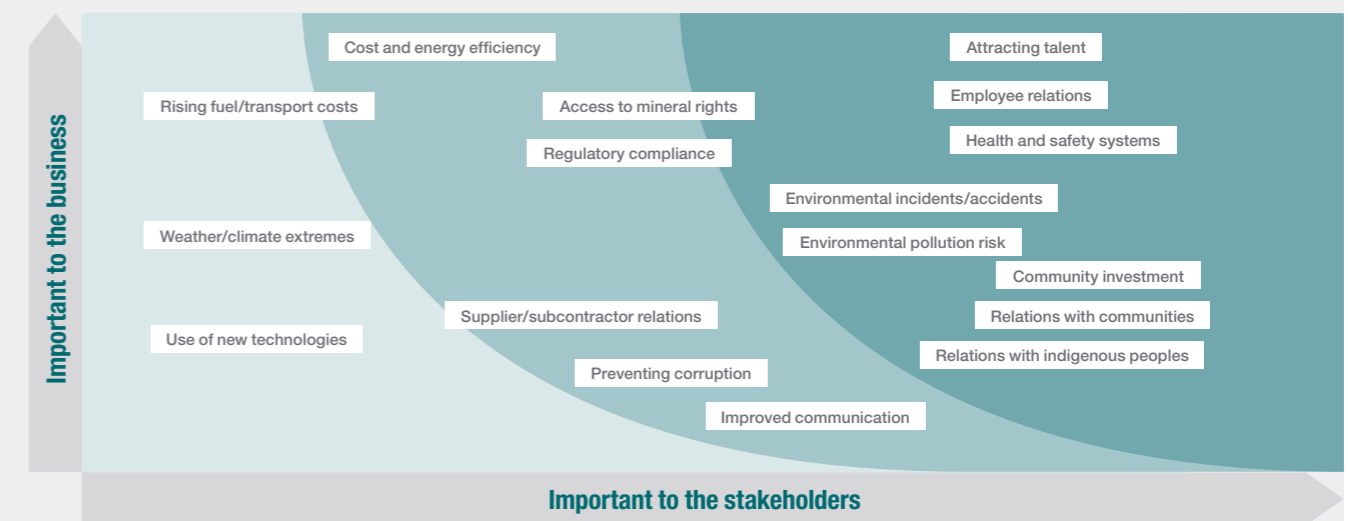 Important to the business
Cost and energy efficiency
Attracting talent
Rising fuel/transport costs
Access to mineral rights
Employee relations
Regulatory compliance
Health and safety systems
Environmental incidents/accidents
Weather/climate extremes
Environmental pollution risk
Community investment
Supplier/subcontractor relations
Relations with communities
Use of new technologies
Relations with indigenous peoples
Preventing corruption
Improved communication
Important to the stakeholders